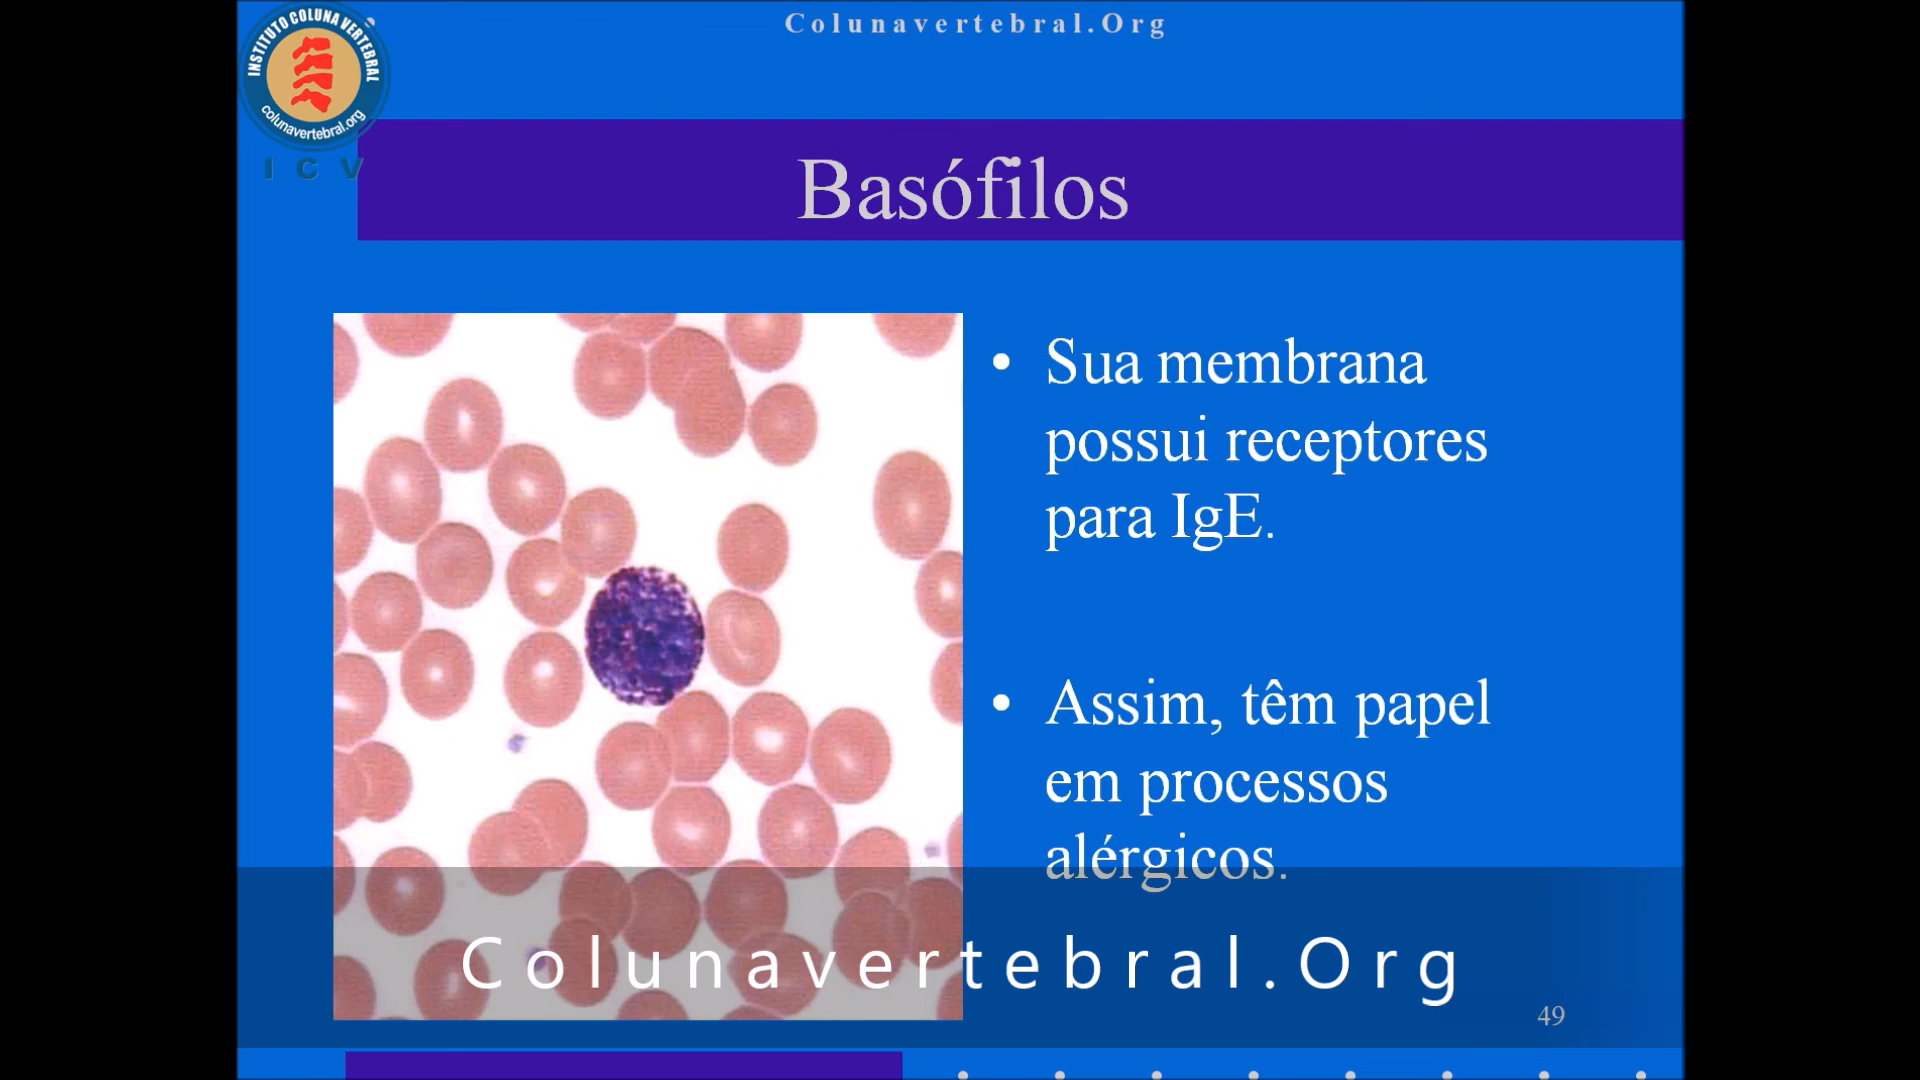 Colunavertebral.Org
INSTITUTO COLUNA VERTEBRAL
colunavertebral.org
I C V
Basófilos
• Sua membrana
possui receptores
para IgE.
• Assim, têm papel
em processos
alérgicos.
Colunavertebral.Org
49